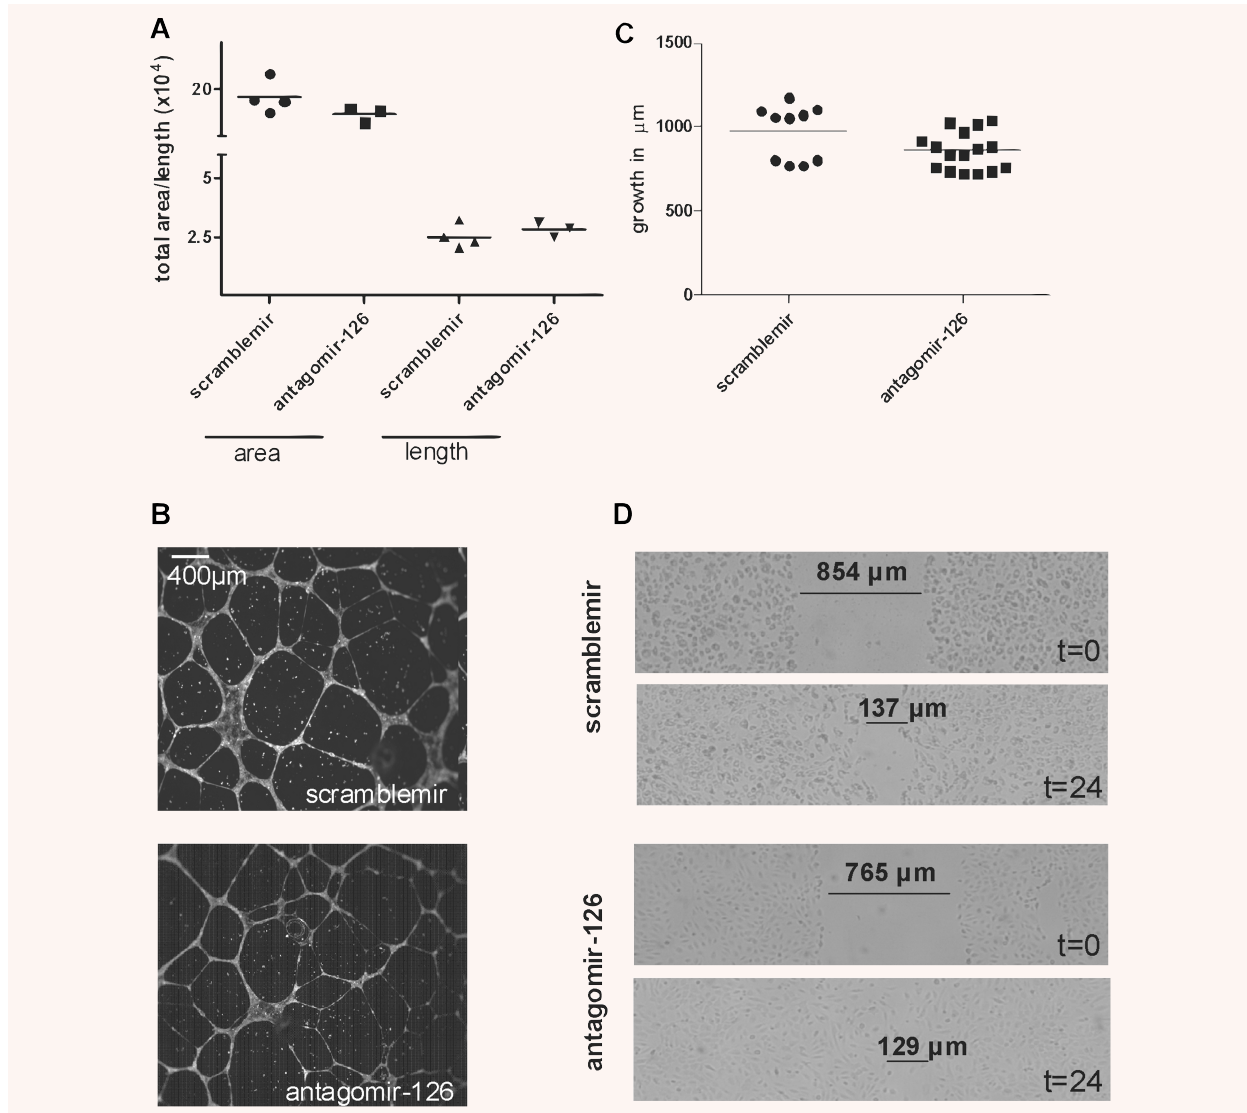 A
total area/length (x10⁴)
20
5
2.5
scramblemir
antagomir-126
scramblemir
antagomir-126
area
length
C
growth in µm
1500
1000
500
0
scramblemir
antagomir-126
B
400µm
scramblemir
antagomir-126
D
scramblemir
854 µm
t=0
137 µm
t=24
antagomir-126
765 µm
t=0
129 µm
t=24